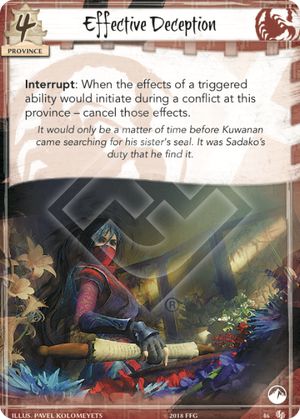 Effective Deception
4
PROVINCE
Interrupt: When the effects of a triggered
ability would initiate during a conflict at this
province – cancel those effects.
It would only be a matter of time before Kuwanan
came searching for his sister's seal. It was Sadako's
duty that he find it.
®
ILLUS. PAVEL KOLOMEYETS
© 2018 FFG
46